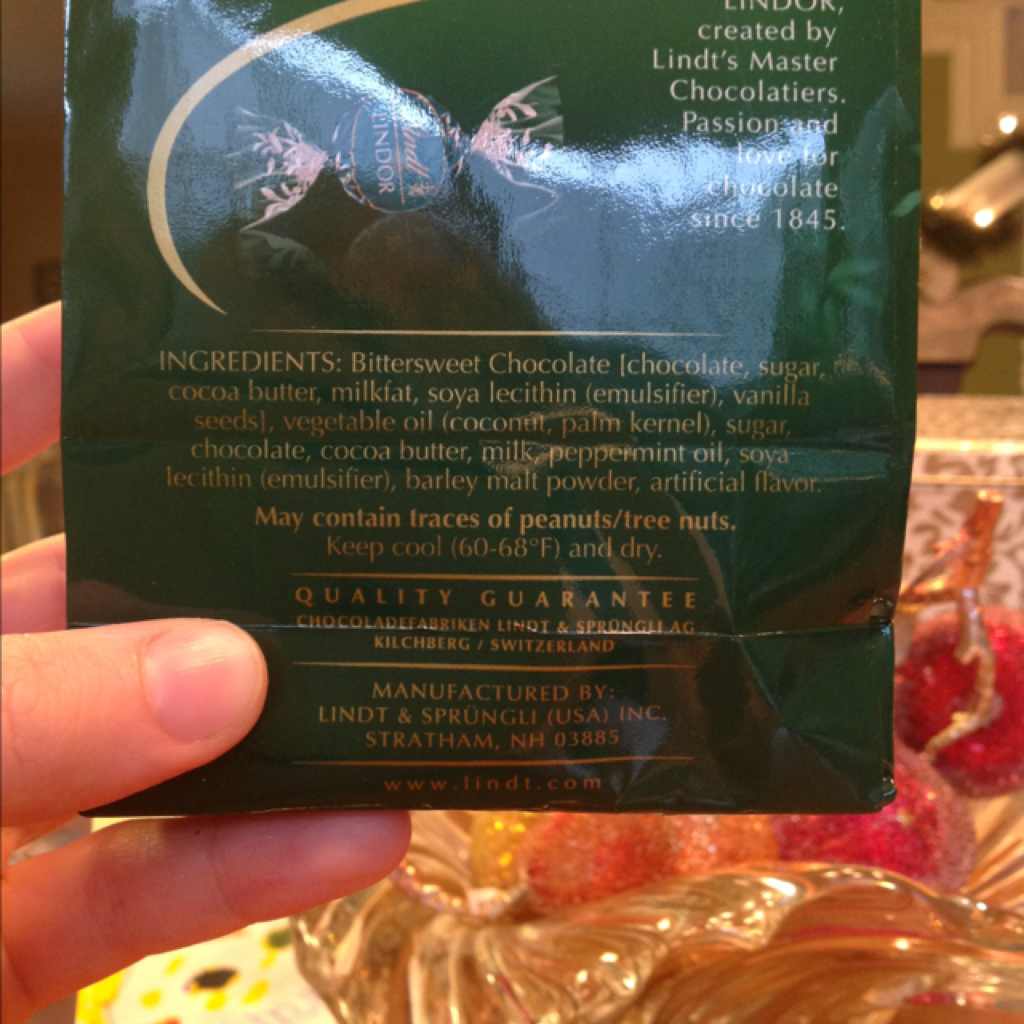 LINDOR,
created by
Lindt's Master
Chocolatiers.
Passion and
love for
chocolate
since 1845.
Lindt
LINDOR
INGREDIENTS: Bittersweet Chocolate [chocolate, sugar,
cocoa butter, milkfat, soya lecithin (emulsifier), vanilla
seeds], vegetable oil (coconut, palm kernel), sugar,
chocolate, cocoa butter, milk, peppermint oil, soya
lecithin (emulsifier), barley malt powder, artificial flavor.
May contain traces of peanuts/tree nuts.
Keep cool (60-68°F) and dry.
QUALITY GUARANTEE
CHOCOLADEFABRIKEN LINDT & SPRÜNGLI AG
KILCHBERG / SWITZERLAND
MANUFACTURED BY:
LINDT & SPRÜNGLI (USA) INC.
STRATHAM, NH 03885
www.lindt.com